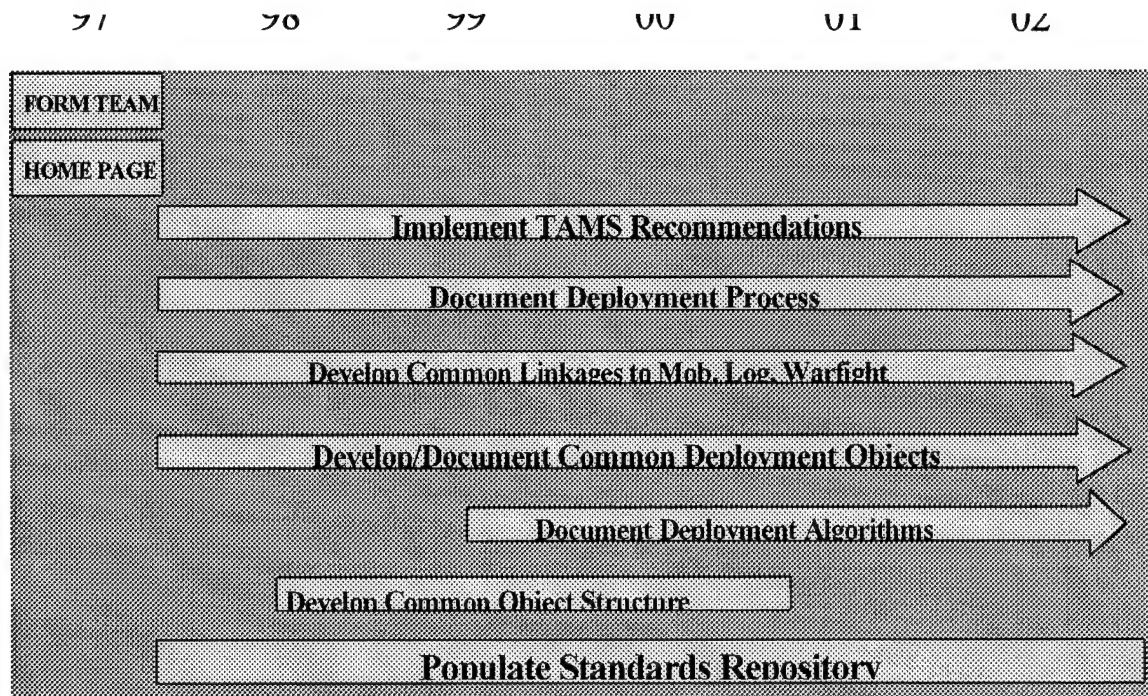 97 98 99 00 01 02
FORM TEAM
HOME PAGE
Implement TAMS Recommendations
Document Deployment Process
Develop Common Linkages to Mob, Log, Warfight
Develop/Document Common Deployment Objects
Document Deployment Algorithms
Develop Common Object Structure
Populate Standards Repository